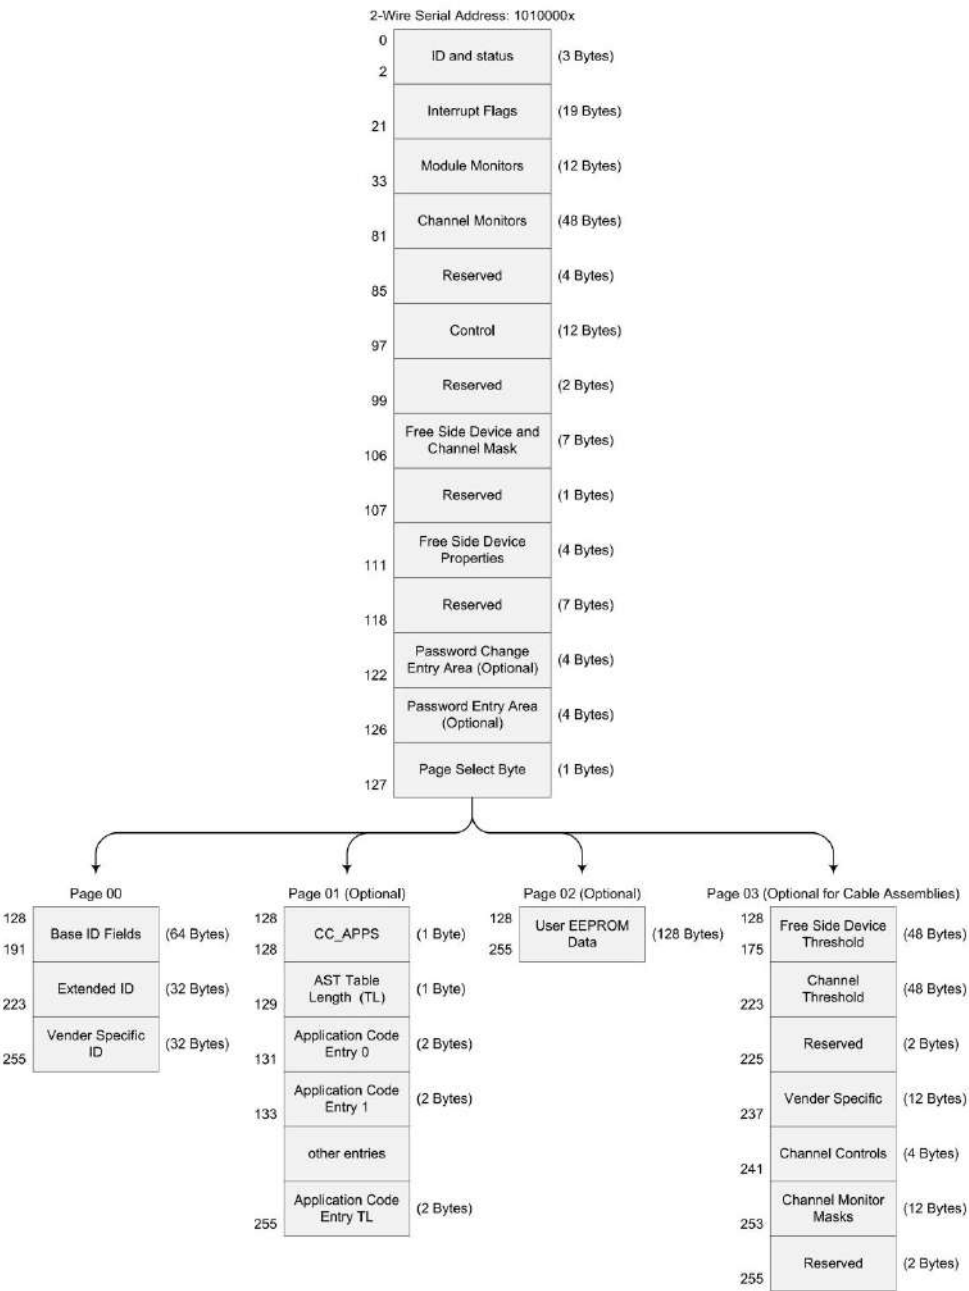 2-Wire Serial Address: 1010000x
0
ID and status
(3 Bytes)
2
Interrupt Flags
(19 Bytes)
21
Module Monitors
(12 Bytes)
33
Channel Monitors
(48 Bytes)
81
Reserved
(4 Bytes)
85
Control
(12 Bytes)
97
Reserved
(2 Bytes)
99
Free Side Device and
Channel Mask
(7 Bytes)
106
Reserved
(1 Bytes)
107
Free Side Device
Properties
(4 Bytes)
111
Reserved
(7 Bytes)
118
Password Change
Entry Area (Optional)
(4 Bytes)
122
Password Entry Area
(Optional)
(4 Bytes)
126
Page Select Byte
(1 Bytes)
127
Page 00
128
Base ID Fields
(64 Bytes)
191
Extended ID
(32 Bytes)
223
Vender Specific
ID
(32 Bytes)
255
Page 01 (Optional)
128
CC_APPS
(1 Byte)
128
AST Table
Length (TL)
(1 Byte)
129
Application Code
Entry 0
(2 Bytes)
131
Application Code
Entry 1
(2 Bytes)
133
other entries
Application Code
Entry TL
(2 Bytes)
255
Page 02 (Optional)
128
User EEPROM
Data
(128 Bytes)
255
Page 03 (Optional for Cable Assemblies)
128
Free Side Device
Threshold
(48 Bytes)
175
Channel
Threshold
(48 Bytes)
223
Reserved
(2 Bytes)
225
Vender Specific
(12 Bytes)
237
Channel Controls
(4 Bytes)
241
Channel Monitor
Masks
(12 Bytes)
253
Reserved
(2 Bytes)
255